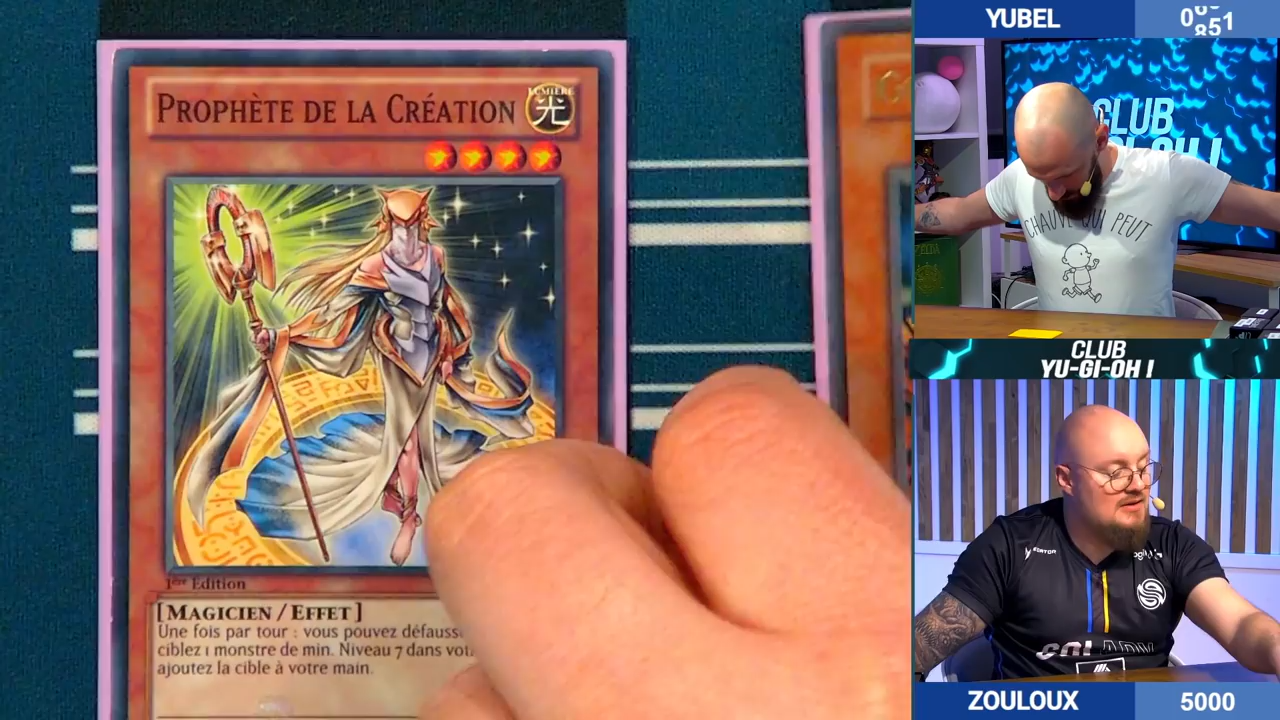 PROPHÈTE DE LA CRÉATION
LUMIÈRE
光
1ère Edition
[MAGICIEN / EFFET]
Une fois par tour : vous pouvez
ciblez 1 monstre de min. Niveau 7 dans
ajoutez la cible à votre main.
YUBEL
CLUB
CHAUVE QUI PEUT
CLUB
YU-GI-OH !
EDITOR
ZOULOUX
5000